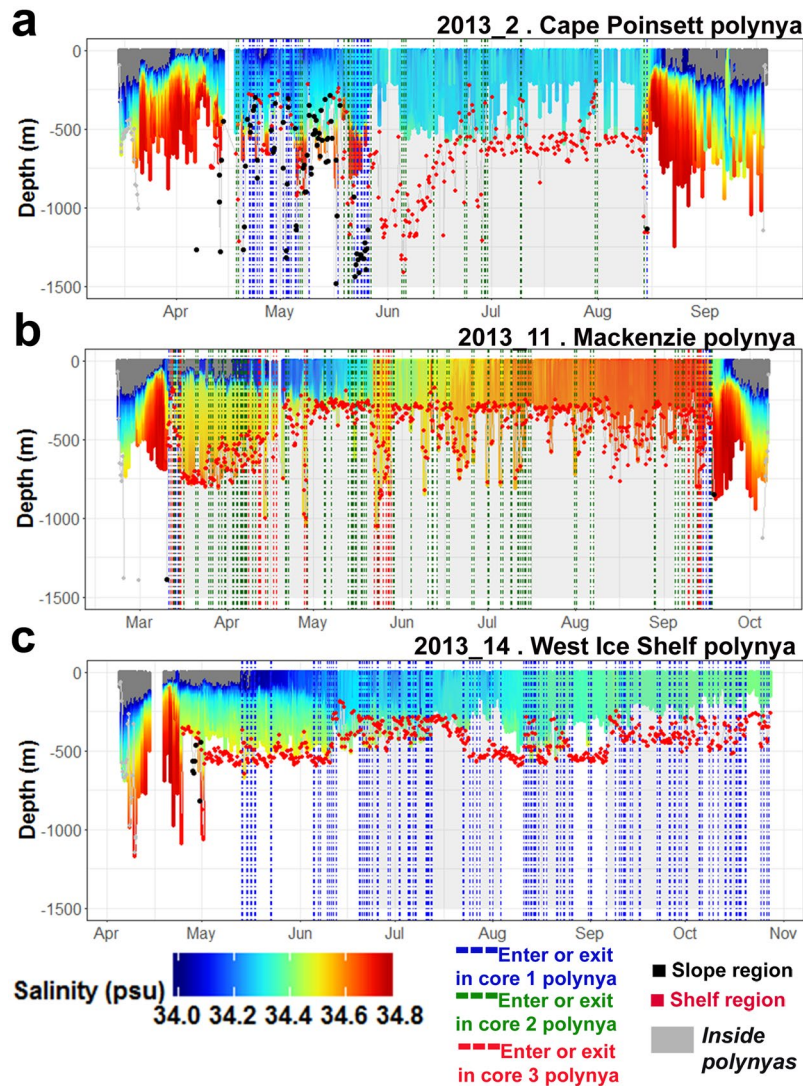 a
2013_2 . Cape Poinsett polynya
0
-500
-1000
-1500
Depth (m)
Apr May Jun Jul Aug Sep
b
2013_11 . Mackenzie polynya
0
-500
-1000
-1500
Depth (m)
Mar Apr May Jun Jul Aug Sep Oct
c
2013_14 . West Ice Shelf polynya
0
-500
-1000
-1500
Depth (m)
Apr May Jun Jul Aug Sep Oct Nov
Salinity (psu)
34.0 34.2 34.4 34.6 34.8
Enter or exit
in core 1 polynya
Enter or exit
in core 2 polynya
Enter or exit
in core 3 polynya
Slope region
Shelf region
Inside
polynyas